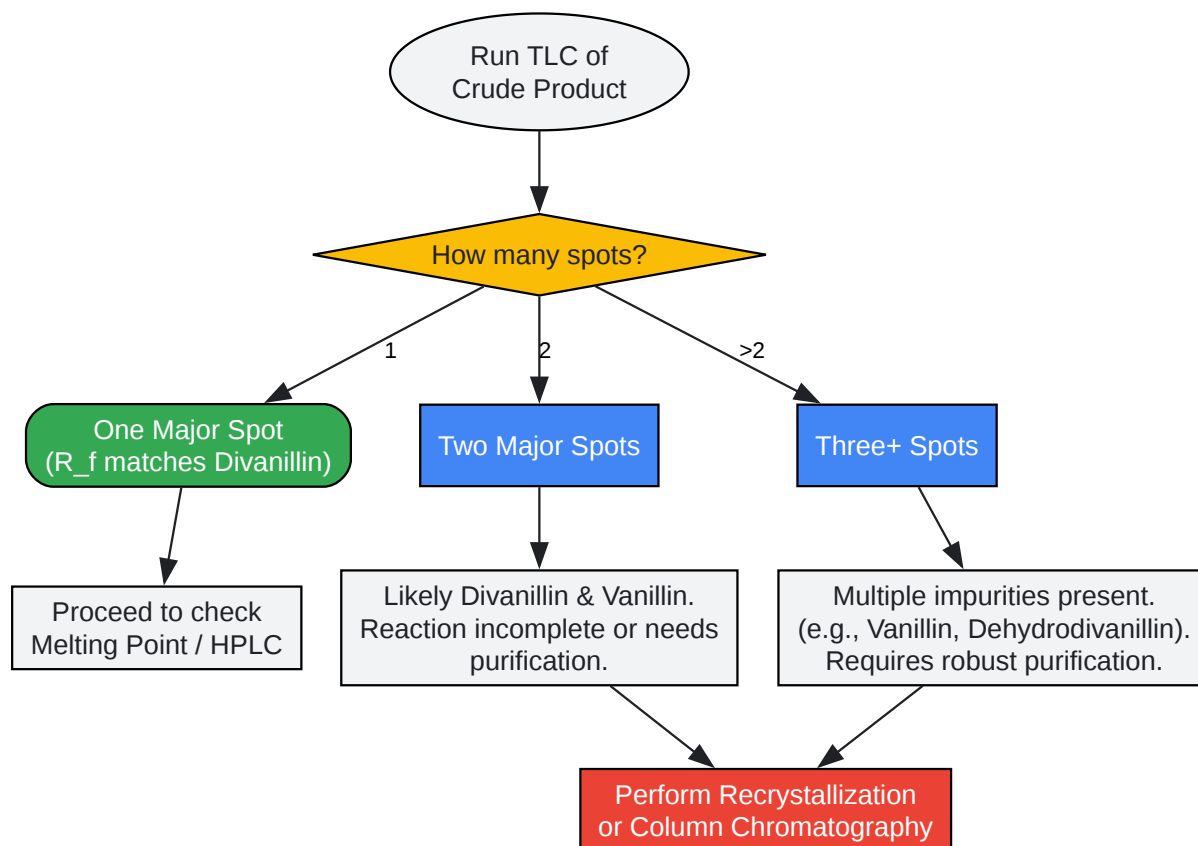 Run TLC of
Crude Product
How many spots?
1
2
>2
One Major Spot
(R_f matches Divanillin)
Two Major Spots
Three+ Spots
Proceed to check
Melting Point / HPLC
Likely Divanillin & Vanillin.
Reaction incomplete or needs
purification.
Multiple impurities present.
(e.g., Vanillin, Dehydrodivanillin).
Requires robust purification.
Perform Recrystallization
or Column Chromatography